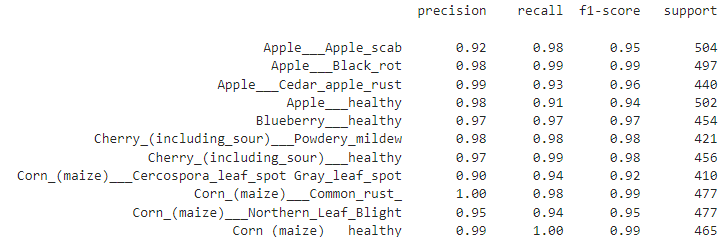 precision recall f1-score support
Apple___Apple_scab 0.92 0.98 0.95 504
Apple___Black_rot 0.98 0.99 0.99 497
Apple___Cedar_apple_rust 0.99 0.93 0.96 440
Apple___healthy 0.98 0.91 0.94 502
Blueberry___healthy 0.97 0.97 0.97 454
Cherry_(including_sour)___Powdery_mildew 0.98 0.98 0.98 421
Cherry_(including_sour)___healthy 0.97 0.99 0.98 456
Corn_(maize)___Cercospora_leaf_spot Gray_leaf_spot 0.90 0.94 0.92 410
Corn_(maize)___Common_rust_ 1.00 0.98 0.99 477
Corn_(maize)___Northern_Leaf_Blight 0.95 0.94 0.95 477
Corn_(maize)___healthy 0.99 1.00 0.99 465